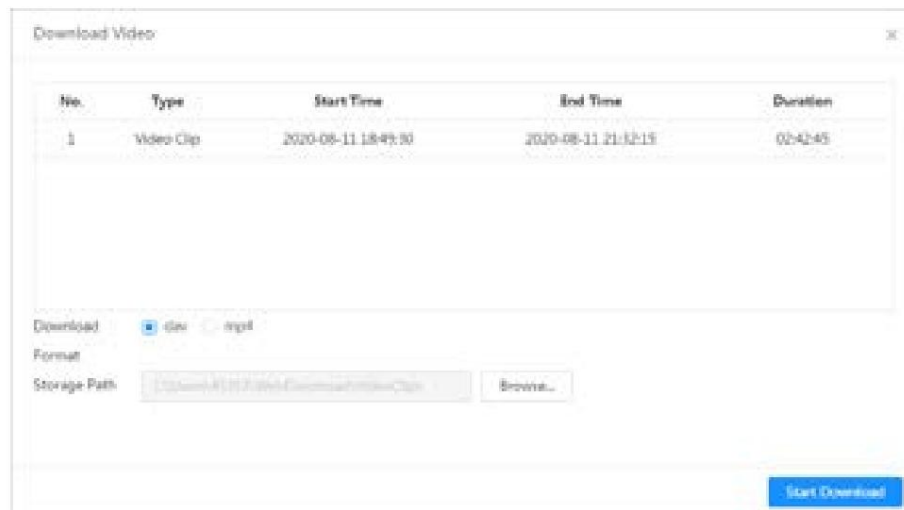 Download Video
No. Type Start Time End Time Duration
1 Video Clip 2020-08-11 18:49:30 2020-08-11 21:32:15 02:42:45
Download dav mp4
Format
Storage Path Browse...
Start Download